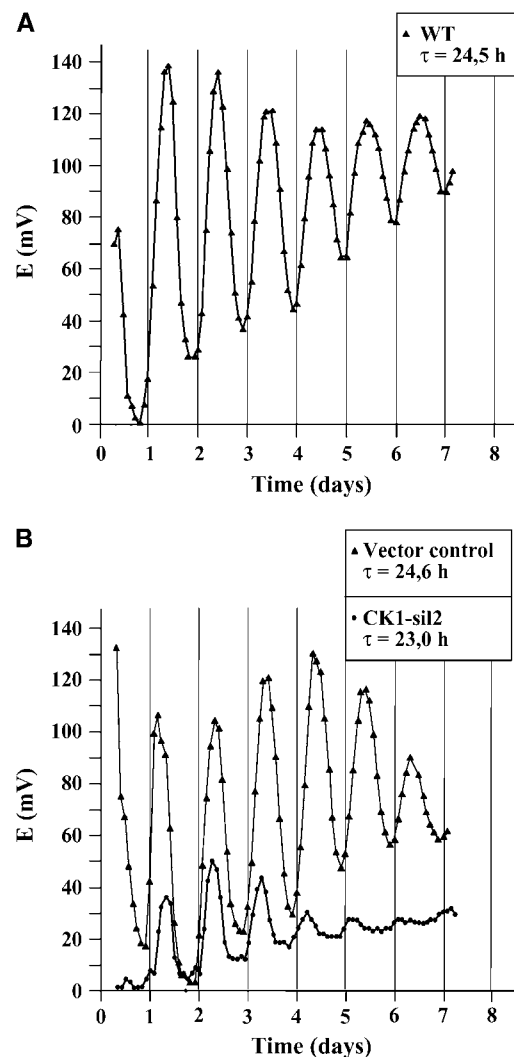 A
▲ WT
τ = 24,5 h
E (mV)
140
120
100
80
60
40
20
0
0 1 2 3 4 5 6 7 8
Time (days)
B
▲ Vector control
τ = 24,6 h
• CK1-sil2
τ = 23,0 h
E (mV)
140
120
100
80
60
40
20
0
0 1 2 3 4 5 6 7 8
Time (days)